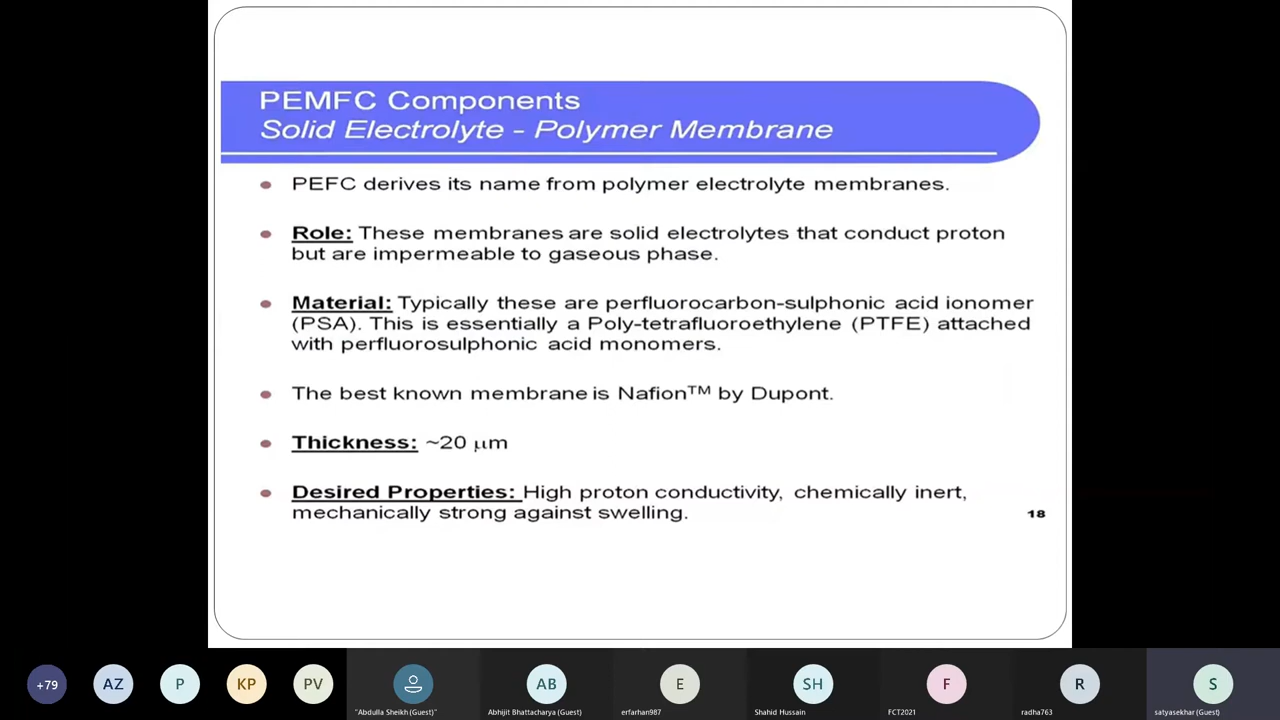 PEMFC Components
Solid Electrolyte - Polymer Membrane
PEFC derives its name from polymer electrolyte membranes.
Role: These membranes are solid electrolytes that conduct proton
but are impermeable to gaseous phase.
Material: Typically these are perfluorocarbon-sulphonic acid ionomer
(PSA). This is essentially a Poly-tetrafluoroethylene (PTFE) attached
with perfluorosulphonic acid monomers.
The best known membrane is Nafion™ by Dupont.
Thickness: ~20 μm
Desired Properties: High proton conductivity, chemically inert,
mechanically strong against swelling.
18
+79 AZ P KP PV AB E SH F R S
"Abdulla Sheikh (Guest)" Abhijit Bhattacharya (Guest) erfarhan987 Shahid Hussain FCT2021 radha763 satyasekhar (Guest)